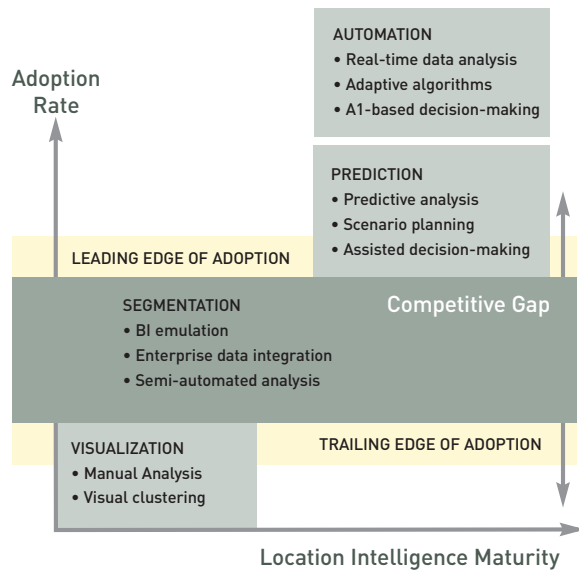 AUTOMATION
• Real-time data analysis
• Adaptive algorithms
• A1-based decision-making
Adoption
Rate
PREDICTION
• Predictive analysis
• Scenario planning
• Assisted decision-making
LEADING EDGE OF ADOPTION
Competitive Gap
SEGMENTATION
• BI emulation
• Enterprise data integration
• Semi-automated analysis
VISUALIZATION
• Manual Analysis
• Visual clustering
TRAILING EDGE OF ADOPTION
Location Intelligence Maturity